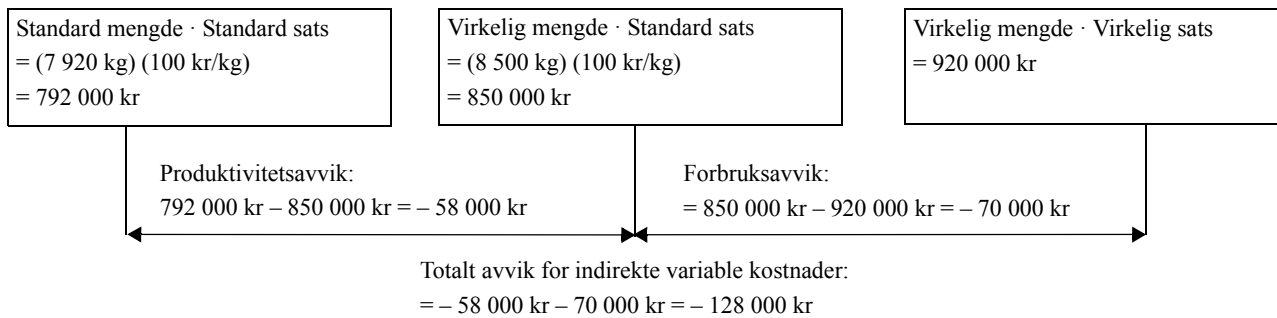 Standard mengde · Standard sats
= (7 920 kg) (100 kr/kg)
= 792 000 kr
Virkelig mengde · Standard sats
= (8 500 kg) (100 kr/kg)
= 850 000 kr
Virkelig mengde · Virkelig sats
= 920 000 kr
Produktivitetsavvik:
792 000 kr – 850 000 kr = – 58 000 kr
Forbruksavvik:
= 850 000 kr – 920 000 kr = – 70 000 kr
Totalt avvik for indirekte variable kostnader:
= – 58 000 kr – 70 000 kr = – 128 000 kr